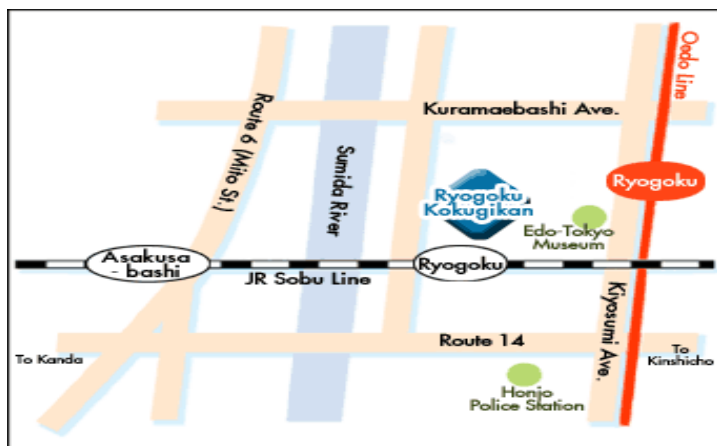 Oedo Line
Route 6 (Mito St.)
Kuramaebashi Ave.
Sumida River
Ryogoku
Ryogoku
Kokugikan
Edo-Tokyo
Museum
Asakusa
- bashi
JR Sobu Line
Ryogoku
Kiyosumi Ave.
Route 14
To Kanda
To
Kinshicho
Honjo
Police Station